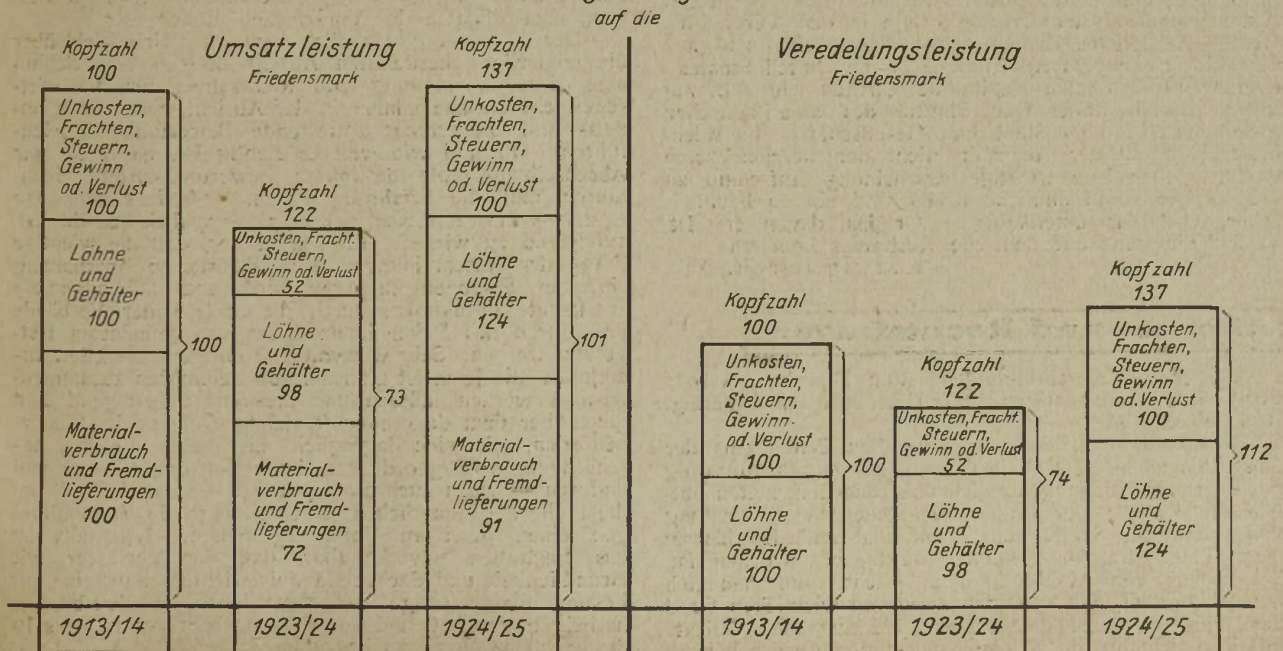 auf die
Umsatzleistung
Friedensmark
Kopfzahl
100
Unkosten,
Frachten,
Steuern,
Gewinn
od. Verlust
100
Löhne
und
Gehälter
100
Material-
verbrauch
und Fremd-
lieferungen
100
100
1913/14
Kopfzahl
122
Unkosten, Fracht.
Steuern,
Gewinn od. Verlust
52
Löhne
und
Gehälter
98
Material-
verbrauch
und Fremd-
lieferungen
72
73
1923/24
Kopfzahl
137
Unkosten,
Frachten,
Steuern,
Gewinn
od. Verlust
100
Löhne
und
Gehälter
124
Material-
verbrauch
und Fremd-
lieferungen
91
101
1924/25
Veredelungsleistung
Friedensmark
Kopfzahl
100
Unkosten,
Frachten,
Steuern,
Gewinn
od. Verlust
100
Löhne
und
Gehälter
100
100
1913/14
Kopfzahl
122
Unkosten, Fracht.
Steuern,
Gewinn od. Verlust
52
Löhne
und
Gehälter
98
74
1923/24
Kopfzahl
137
Unkosten,
Frachten,
Steuern,
Gewinn
od. Verlust
100
Löhne
und
Gehälter
124
112
1924/25